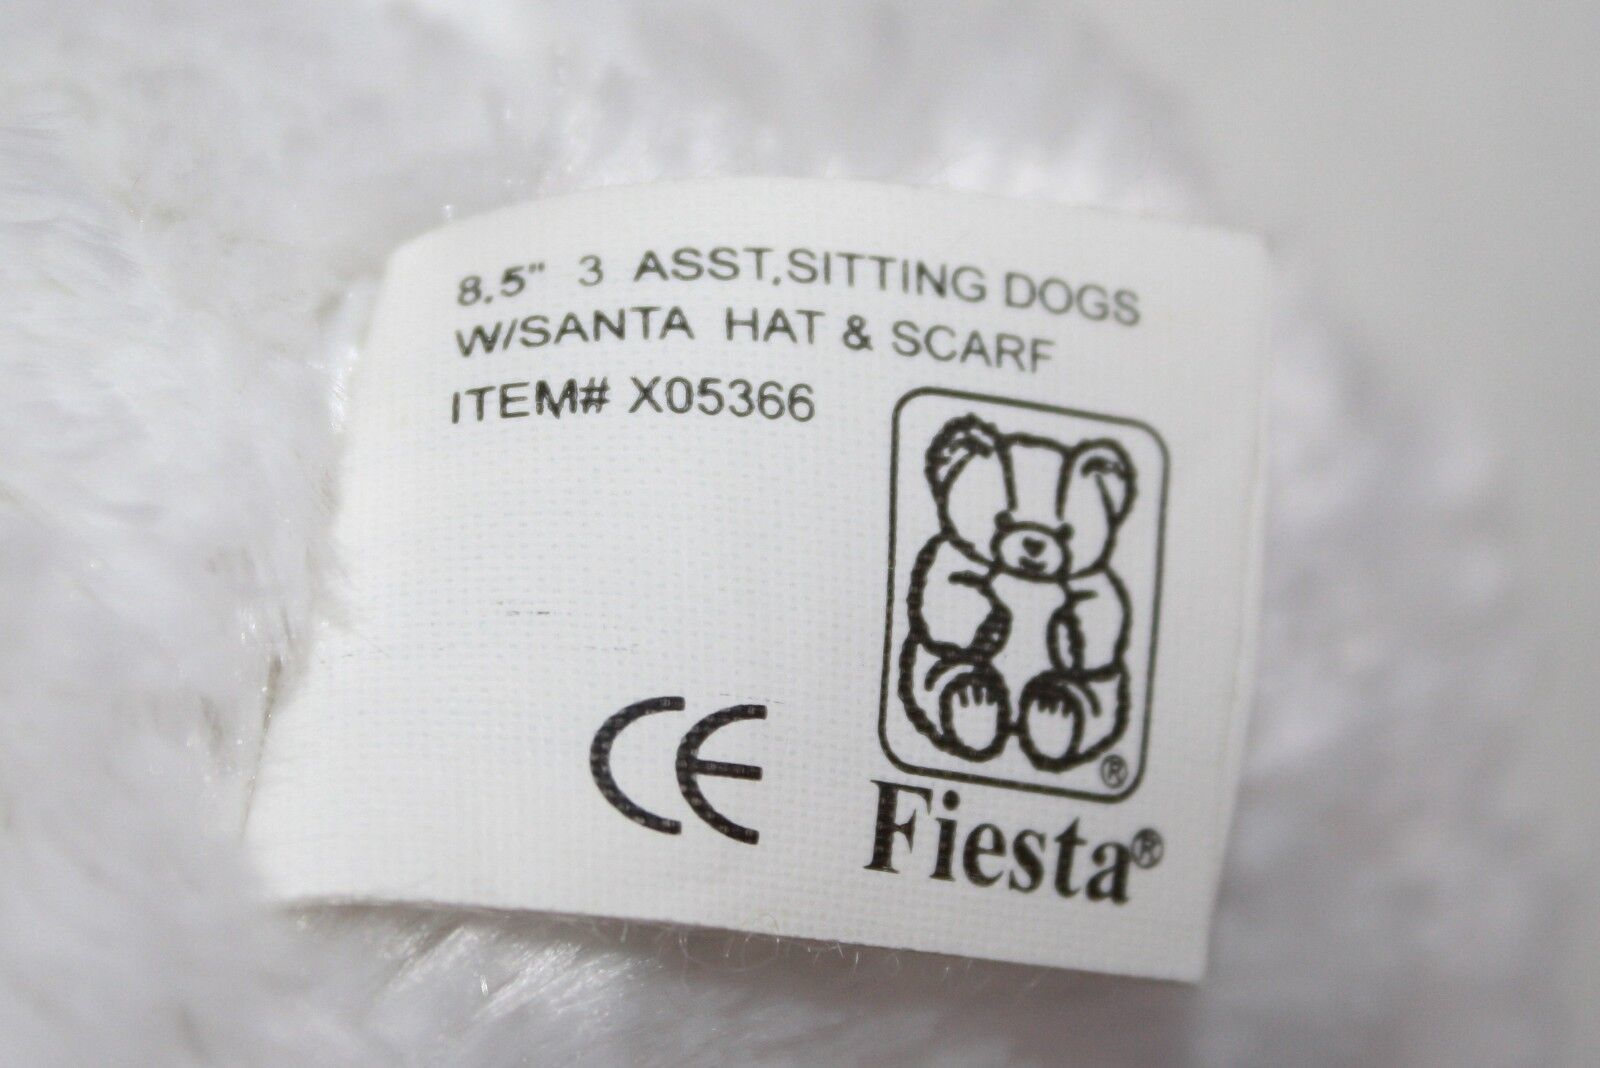 8.5" 3 ASST,SITTING DOGS
W/SANTA HAT & SCARF
ITEM# X05366
®
CE
Fiesta®